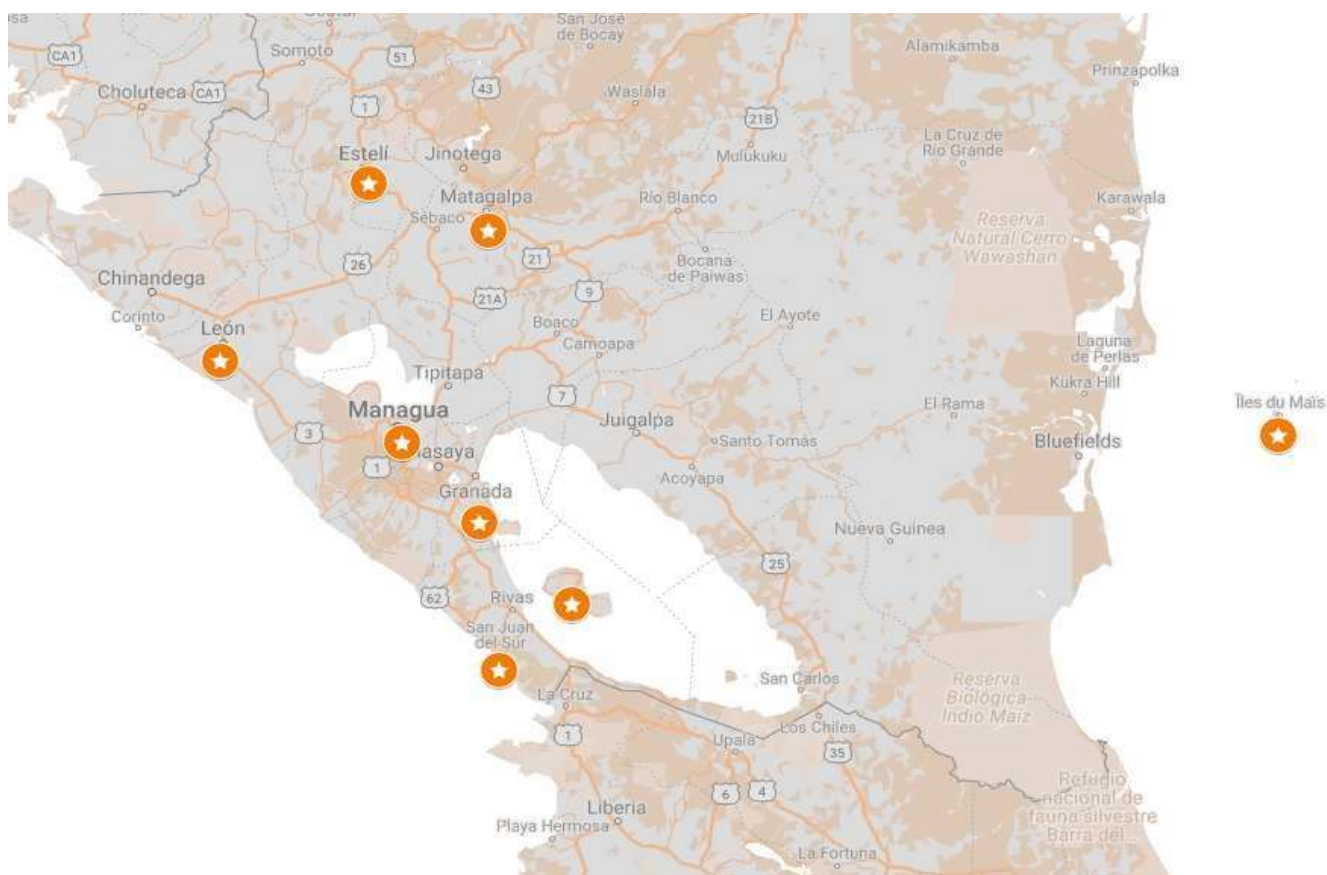 San José
de Bocay
Alamikamba
CA1
Somoto
51
Prinzapolka
Choluteca
CA1
43
Waslala
1
21B
La Cruz de
Río Grande
Estelí
Jinotega
Mulukuku
Matagalpa
Río Blanco
Karawala
Sébaco
Reserva
Natural Cerro
Wawashan
26
21
Bocana
de Paiwas
Chinandega
21A
9
Corinto
León
Boaco
El Ayote
Camoapa
Laguna
de Perlas
Tipitapa
Kukra Hill
7
Managua
Juigalpa
El Rama
Îles du Maïs
3
Santo Tomás
Bluefields
1
asaya
Acoyapa
Granada
Nueva Guinea
25
62
Rivas
San Juan
del Sur
San Carlos
Reserva
Biológica
Indio Maíz
La Cruz
Los Chiles
1
Upala
35
Refugio
nacional de
fauna silvestre
Barra del...
6
4
Liberia
Playa Hermosa
La Fortuna